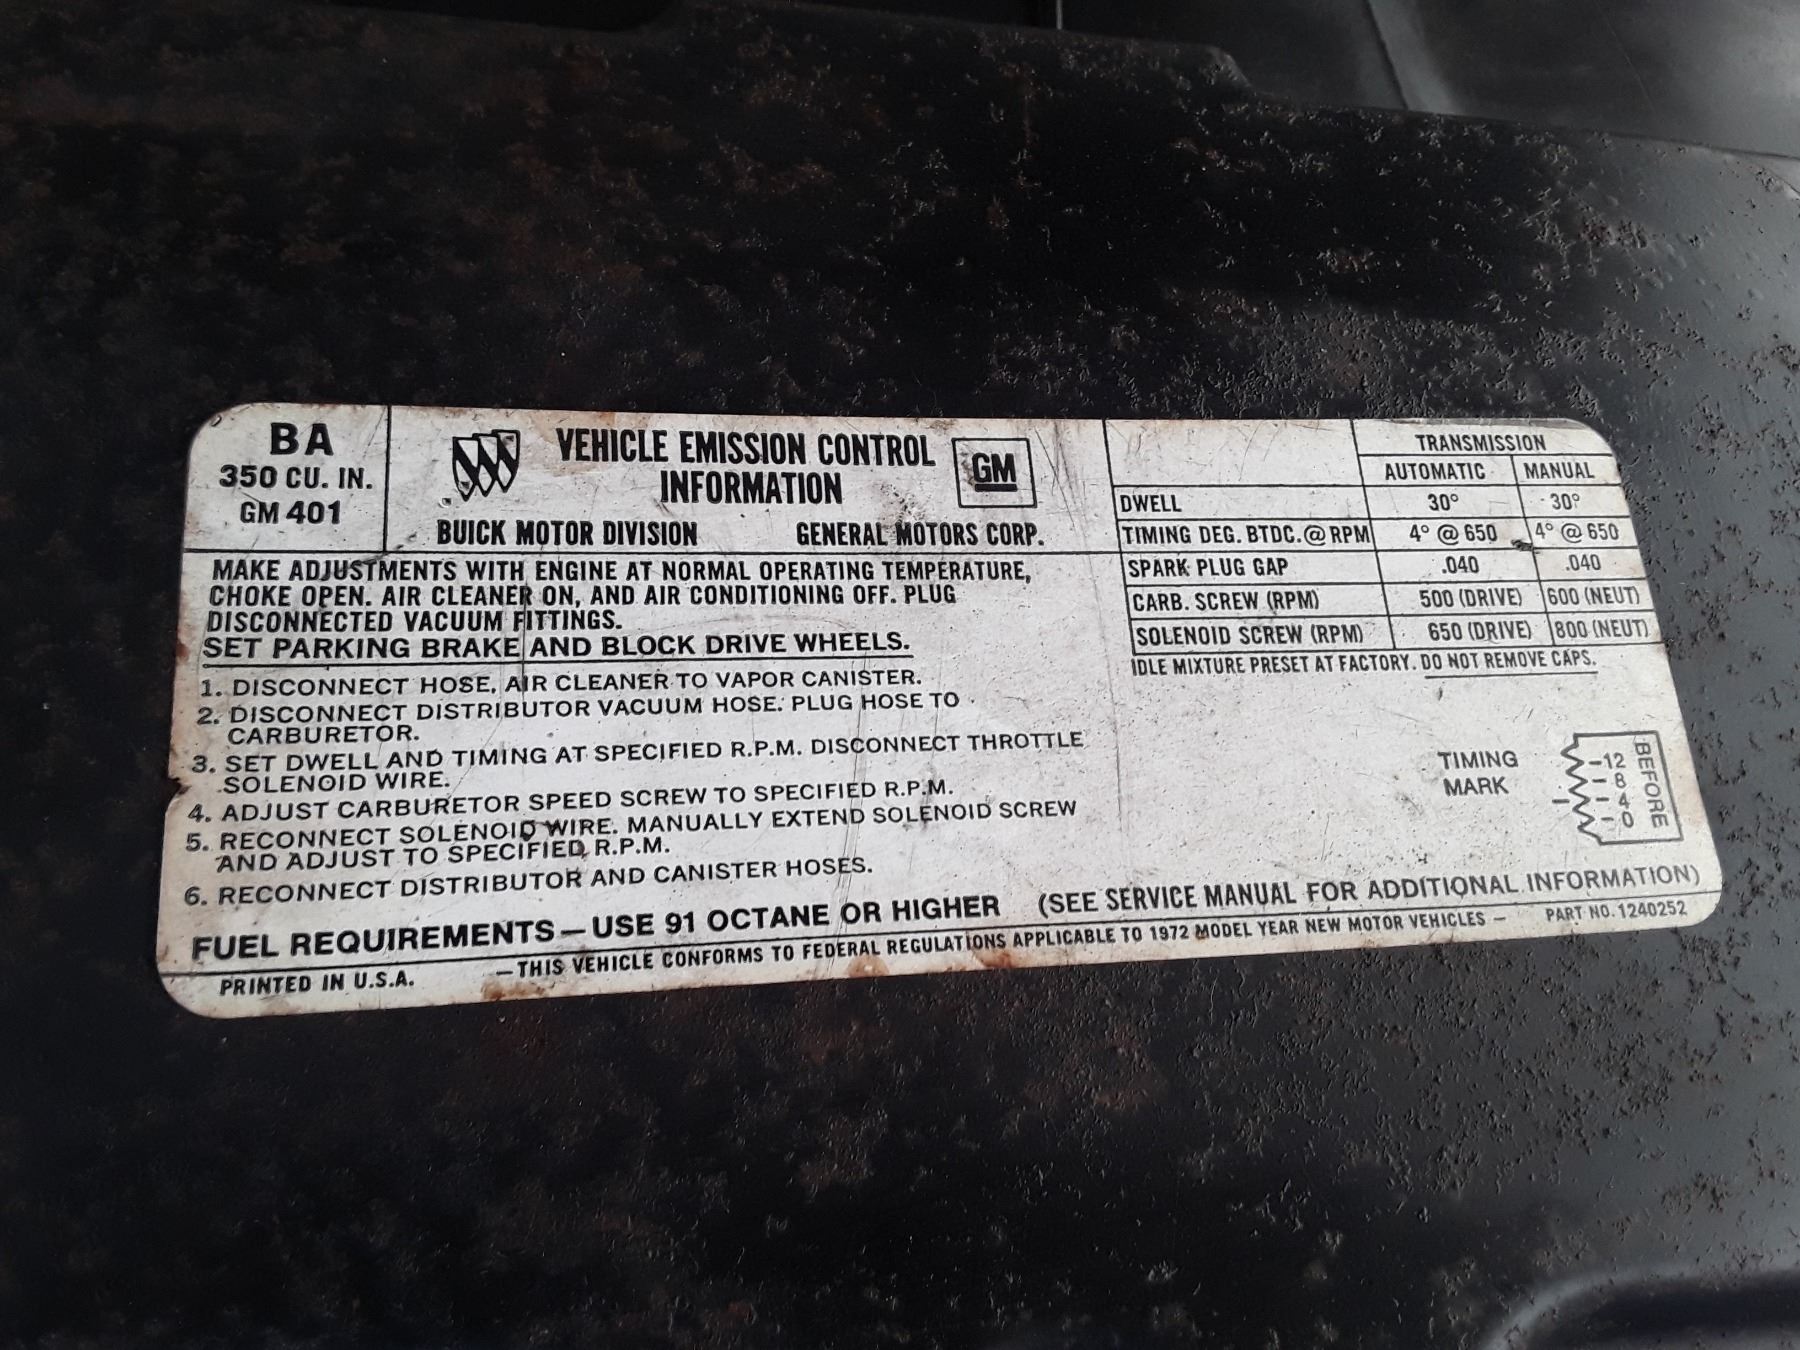 BA
350 CU. IN.
GM 401
VEHICLE EMISSION CONTROL
INFORMATION
GM
BUICK MOTOR DIVISION GENERAL MOTORS CORP.
MAKE ADJUSTMENTS WITH ENGINE AT NORMAL OPERATING TEMPERATURE,
CHOKE OPEN. AIR CLEANER ON, AND AIR CONDITIONING OFF. PLUG
DISCONNECTED VACUUM FITTINGS.
SET PARKING BRAKE AND BLOCK DRIVE WHEELS.
1. DISCONNECT HOSE, AIR CLEANER TO VAPOR CANISTER.
2. DISCONNECT DISTRIBUTOR VACUUM HOSE. PLUG HOSE TO
CARBURETOR.
3. SET DWELL AND TIMING AT SPECIFIED R.P.M. DISCONNECT THROTTLE
SOLENOID WIRE.
4. ADJUST CARBURETOR SPEED SCREW TO SPECIFIED R.P.M.
5. RECONNECT SOLENOID WIRE. MANUALLY EXTEND SOLENOID SCREW
AND ADJUST TO SPECIFIED R.P.M.
6. RECONNECT DISTRIBUTOR AND CANISTER HOSES.
TRANSMISSION
AUTOMATIC MANUAL
DWELL 30° 30°
TIMING DEG. BTDC.@ RPM 4° @ 650 4° @ 650
SPARK PLUG GAP .040 .040
CARB. SCREW (RPM) 500 (DRIVE) 600 (NEUT)
SOLENOID SCREW (RPM) 650 (DRIVE) 800 (NEUT)
IDLE MIXTURE PRESET AT FACTORY. DO NOT REMOVE CAPS.
TIMING
MARK
12
8
4
0
BEFORE
FUEL REQUIREMENTS — USE 91 OCTANE OR HIGHER (SEE SERVICE MANUAL FOR ADDITIONAL INFORMATION)
PRINTED IN U.S.A. — THIS VEHICLE CONFORMS TO FEDERAL REGULATIONS APPLICABLE TO 1972 MODEL YEAR NEW MOTOR VEHICLES — PART NO. 1240252